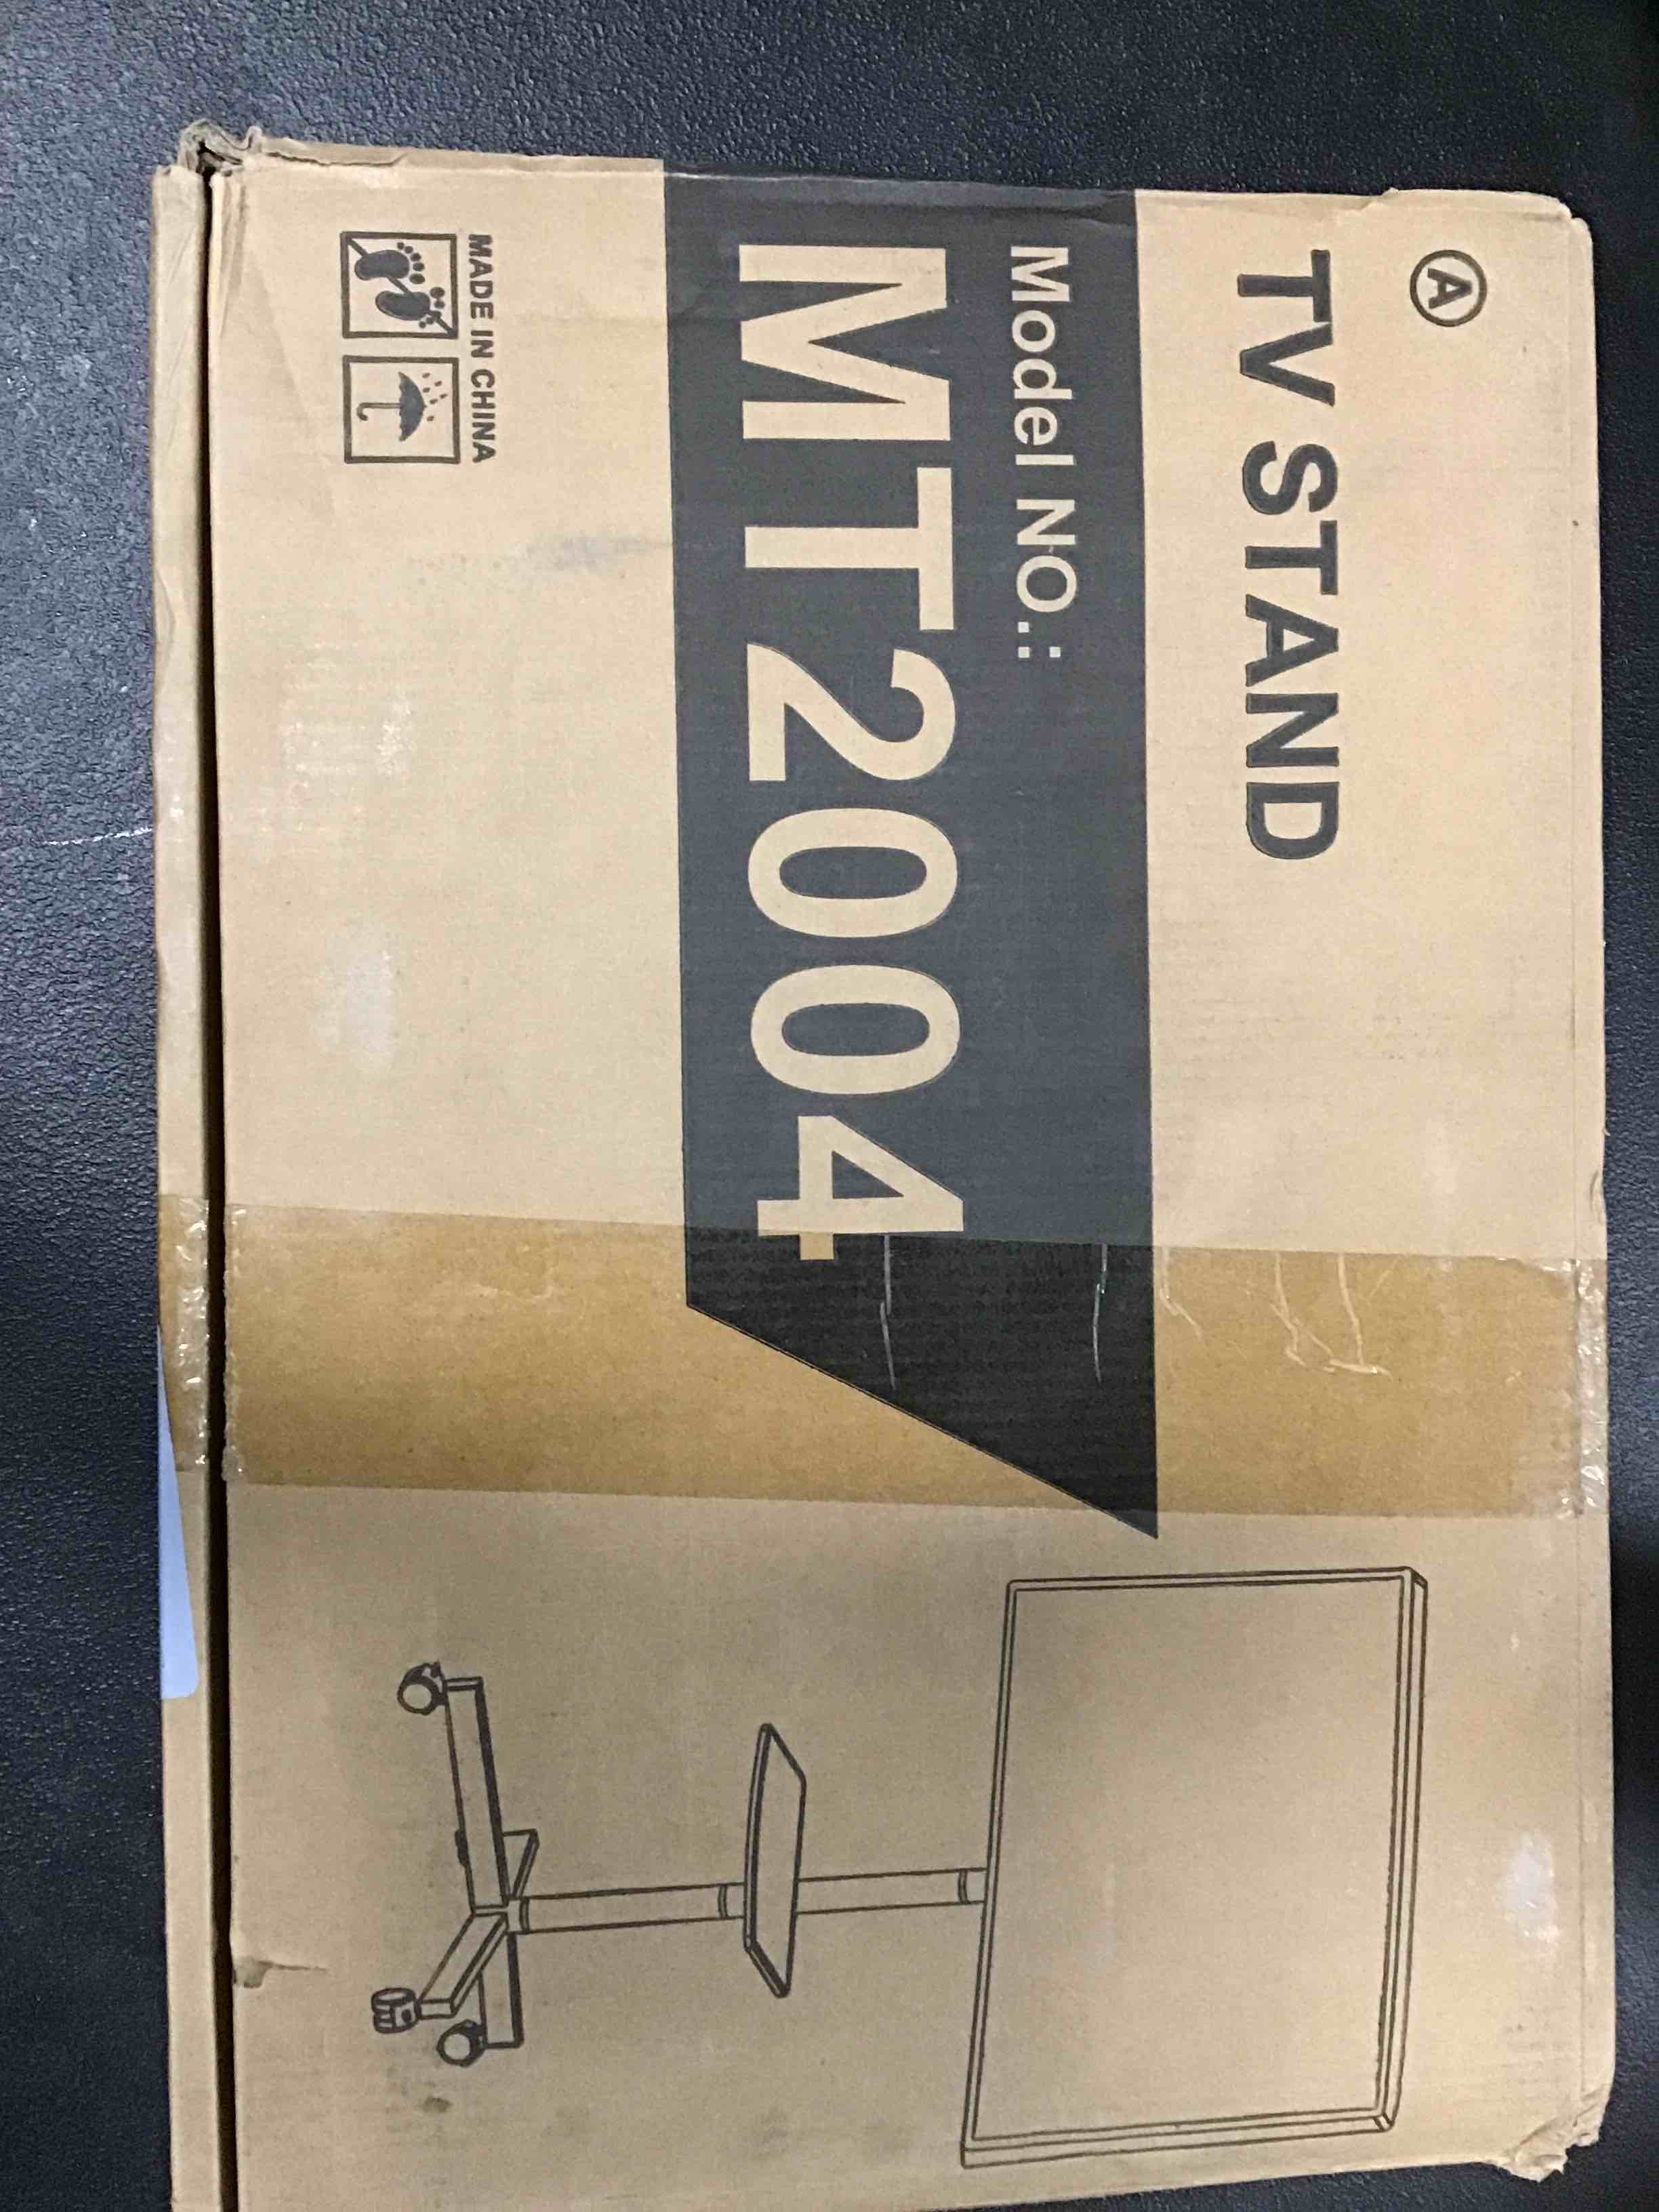 A
TV STAND
Model NO.:
MT2004
MADE IN CHINA